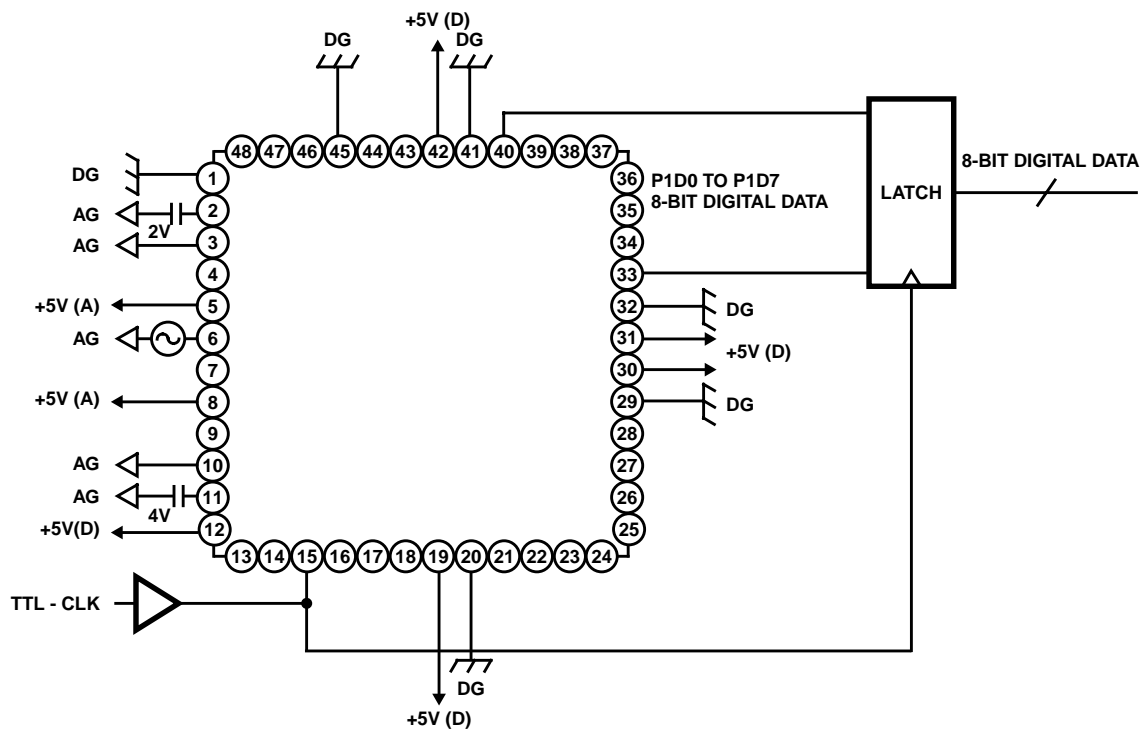 +5V (D)
DG
DG
48 47 46 45 44 43 42 41 40 39 38 37
8-BIT DIGITAL DATA
LATCH
DG
1
36
P1D0 TO P1D7
8-BIT DIGITAL DATA
AG
2V
2
35
AG
3
34
4
33
+5V (A)
5
32
DG
AG
6
31
+5V (D)
7
30
+5V (A)
8
29
DG
9
28
AG
10
27
AG
4V
11
26
+5V(D)
12
25
13 14 15 16 17 18 19 20 21 22 23 24
TTL - CLK
DG
+5V (D)